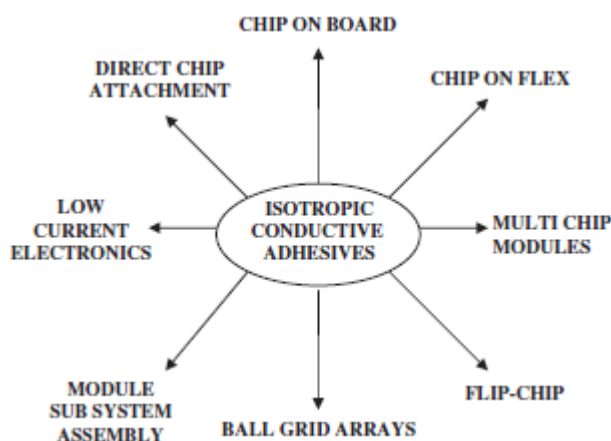 CHIP ON BOARD
DIRECT CHIP
ATTACHMENT
CHIP ON FLEX
LOW
CURRENT
ELECTRONICS
ISOTROPIC
CONDUCTIVE
ADHESIVES
MULTI CHIP
MODULES
MODULE
SUB SYSTEM
ASSEMBLY
BALL GRID ARRAYS
FLIP-CHIP